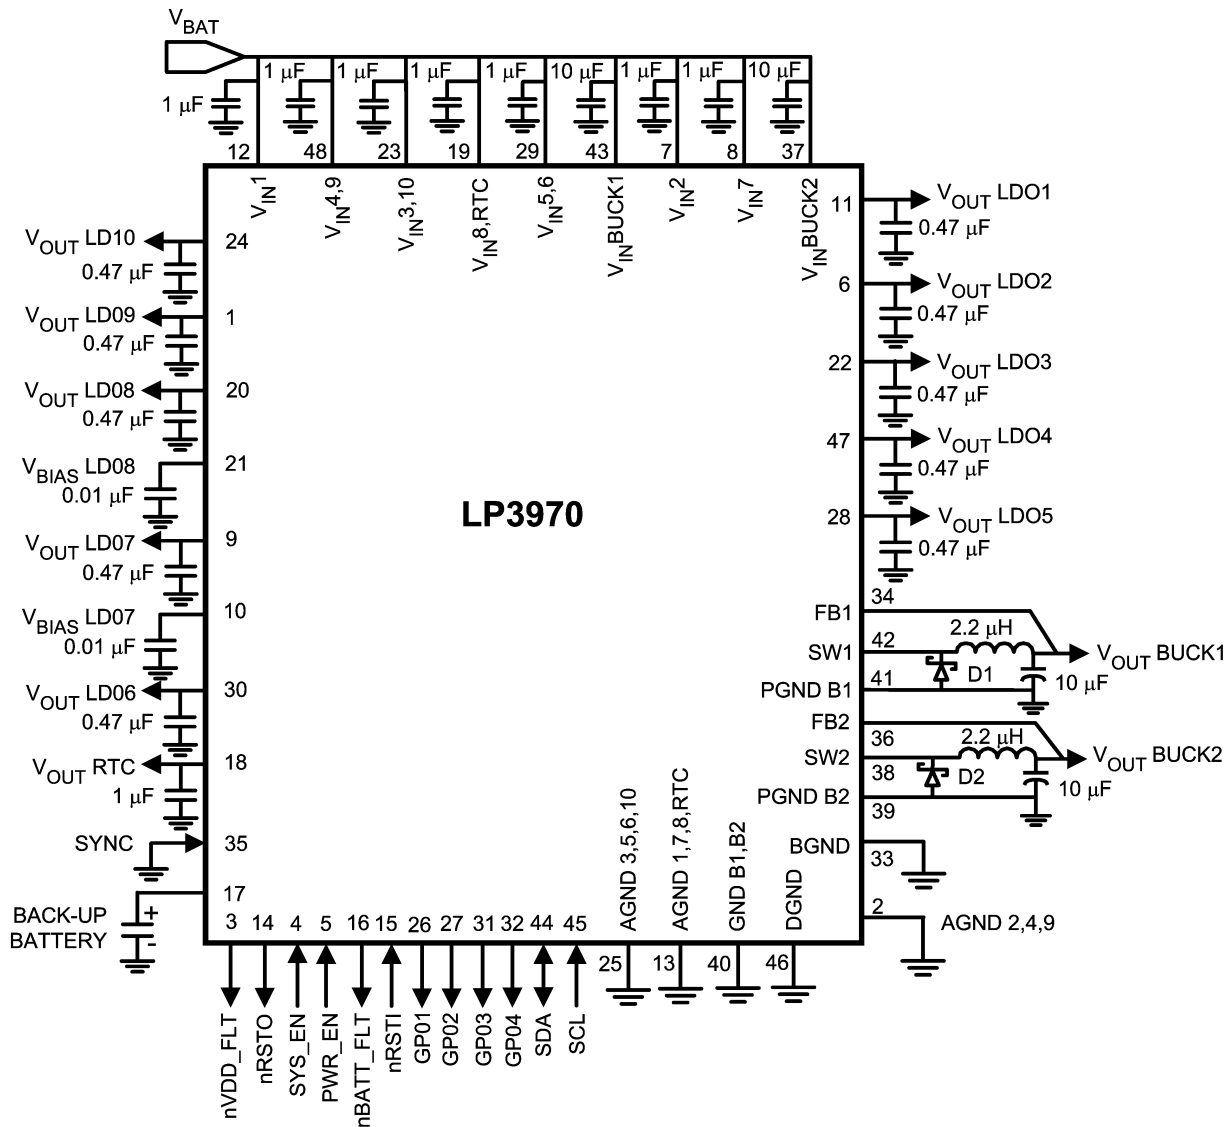 VBAT
1 µF
1 µF
1 µF
1 µF
1 µF
10 µF
1 µF
1 µF
10 µF
12
48
23
19
29
43
7
8
37
VIN1
VIN4,9
VIN3,10
VIN8,RTC
VIN5,6
VINBUCK1
VIN2
VIN7
VINBUCK2
VOUT LD10
24
0.47 µF
VOUT LD09
1
0.47 µF
VOUT LD08
20
0.47 µF
VBIAS LD08
21
0.01 µF
VOUT LD07
9
0.47 µF
VBIAS LD07
10
0.01 µF
VOUT LD06
30
0.47 µF
VOUT RTC
18
1 µF
SYNC
35
17
BACK-UP
BATTERY
+
-
LP3970
11
VOUT LDO1
0.47 µF
6
VOUT LDO2
0.47 µF
22
VOUT LDO3
0.47 µF
47
VOUT LDO4
0.47 µF
28
VOUT LDO5
0.47 µF
34
FB1
2.2 µH
42
SW1
VOUT BUCK1
D1
41
PGND B1
10 µF
FB2
36
2.2 µH
SW2
VOUT BUCK2
38
D2
PGND B2
10 µF
39
BGND
33
2
AGND 2,4,9
AGND 3,5,6,10
AGND 1,7,8,RTC
GND B1,B2
DGND
3
14
4
5
16
15
26
27
31
32
44
45
25
13
40
46
nVDD_FLT
nRSTO
SYS_EN
PWR_EN
nBATT_FLT
nRSTI
GP01
GP02
GP03
GP04
SDA
SCL